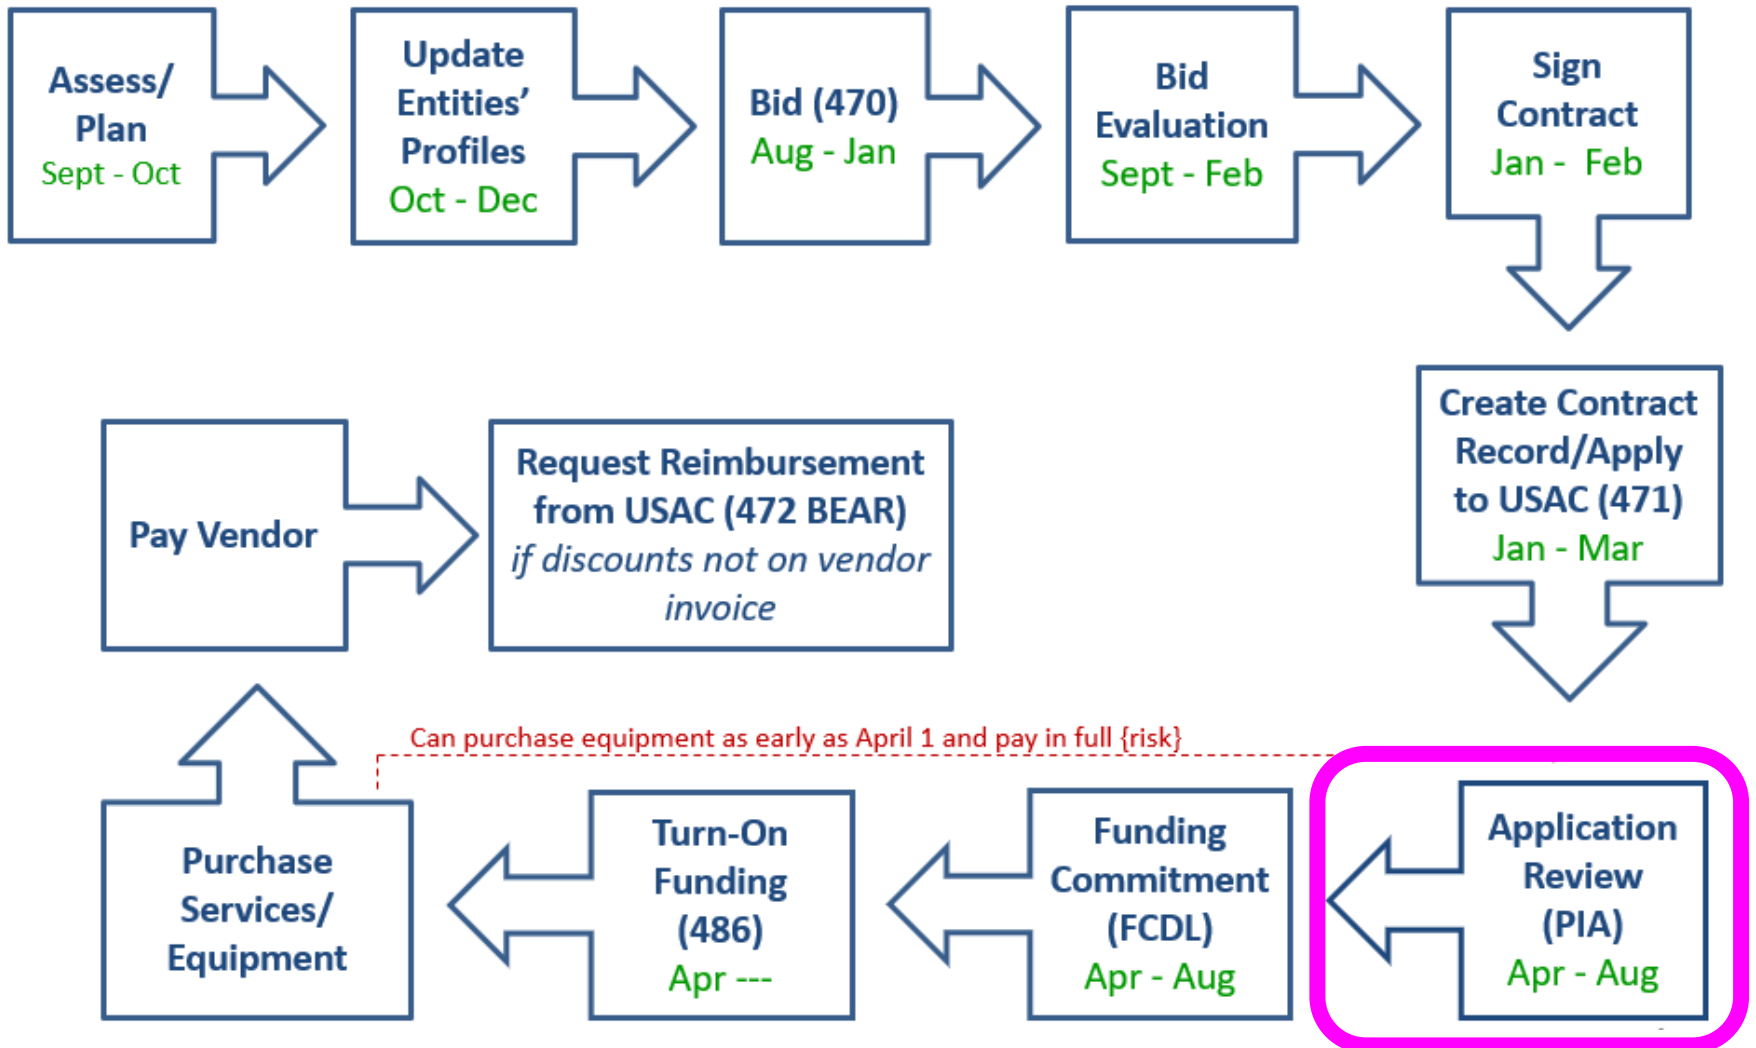 Assess/
Plan
Sept - Oct
Update
Entities’
Profiles
Oct - Dec
Bid (470)
Aug - Jan
Bid
Evaluation
Sept - Feb
Sign
Contract
Jan -  Feb
Create Contract
Record/Apply
to USAC (471)
Jan - Mar
Application
Review
(PIA)
Apr - Aug
Funding
Commitment
(FCDL)
Apr - Aug
Turn-On
Funding
(486)
Apr ---
Can purchase equipment as early as April 1 and pay in full {risk}
Purchase
Services/
Equipment
Pay Vendor
Request Reimbursement
from USAC (472 BEAR)
if discounts not on vendor
invoice